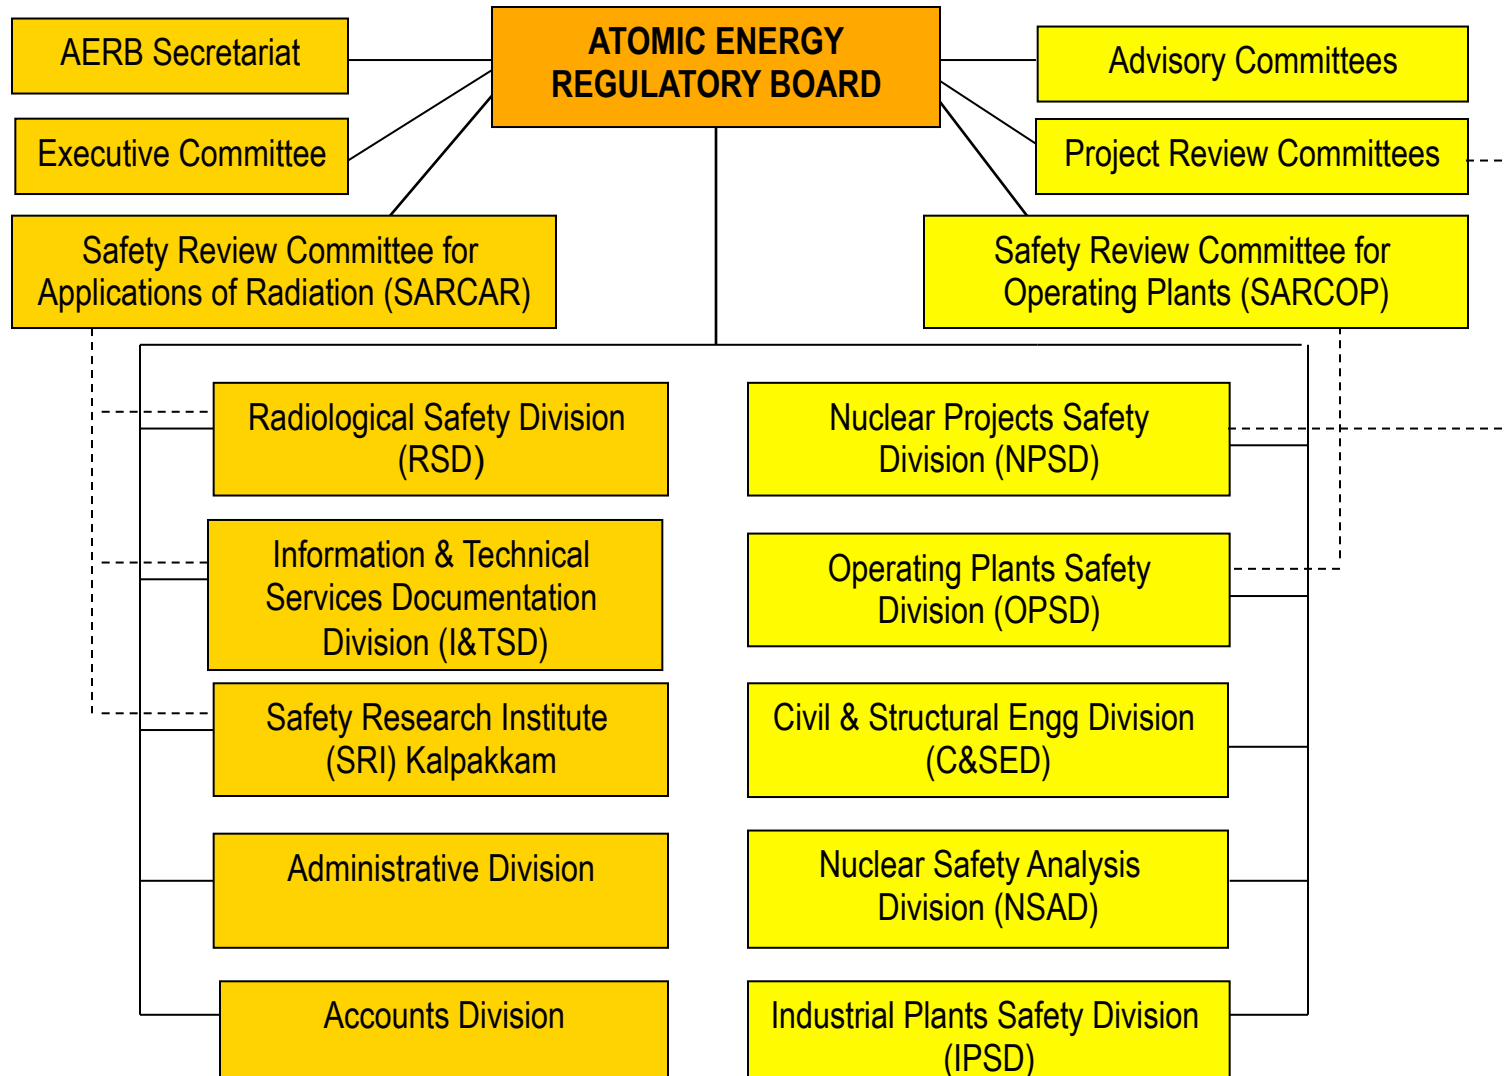 ATOMIC ENERGY
REGULATORY BOARD
AERB Secretariat
Advisory Committees
Executive Committee
Project Review Committees
Safety Review Committee for
Applications of Radiation (SARCAR)
Safety Review Committee for
Operating Plants (SARCOP)
Radiological Safety Division
(RSD)
Nuclear Projects Safety
Division (NPSD)
Information & Technical
Services Documentation
Division (I&TSD)
Operating Plants Safety
Division (OPSD)
Safety Research Institute
(SRI) Kalpakkam
Civil & Structural Engg Division
(C&SED)
Administrative Division
Nuclear Safety Analysis
Division (NSAD)
Accounts Division
Industrial Plants Safety Division
(IPSD)